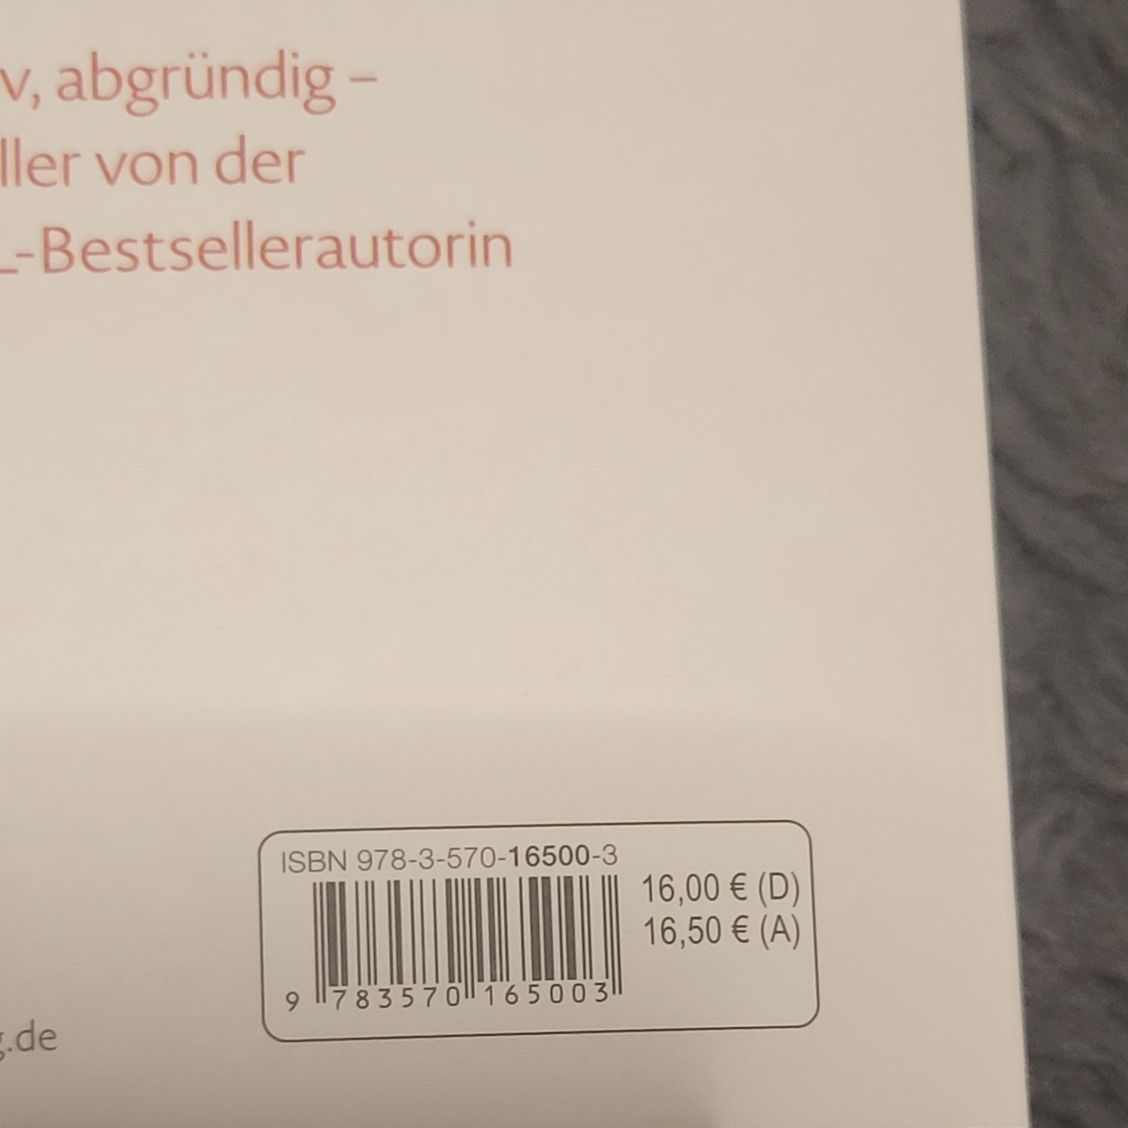 v, abgründig –
ller von der
-Bestsellerautorin
ISBN 978-3-570-16500-3
16,00 € (D)
16,50 € (A)
9 783570 165003
.de